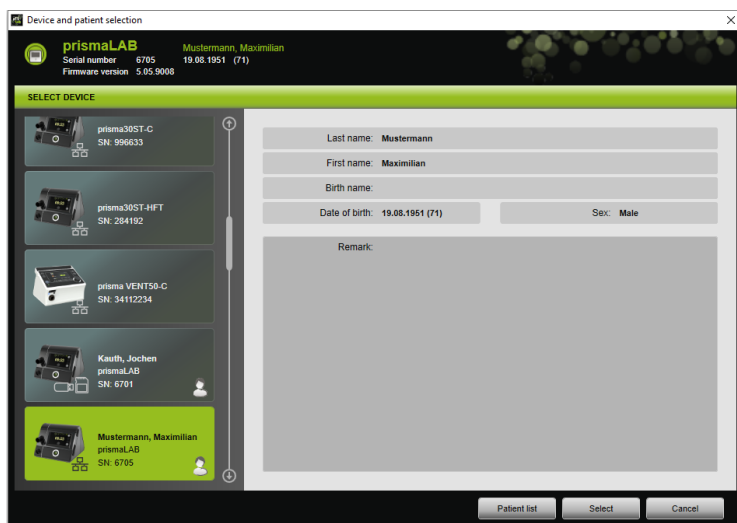 Device and patient selection
prismaLAB
Serial number 6705
Firmware version 5.05.9008
Mustermann, Maximilian
19.08.1951 (71)
SELECT DEVICE
prisma30ST-C
SN: 996633
prisma30ST-HFT
SN: 284192
prisma VENT50-C
SN: 34112234
Kauth, Jochen
prismaLAB
SN: 6701
Mustermann, Maximilian
prismaLAB
SN: 6705
Last name: Mustermann
First name: Maximilian
Birth name:
Date of birth: 19.08.1951 (71) Sex: Male
Remark:
Patient list Select Cancel